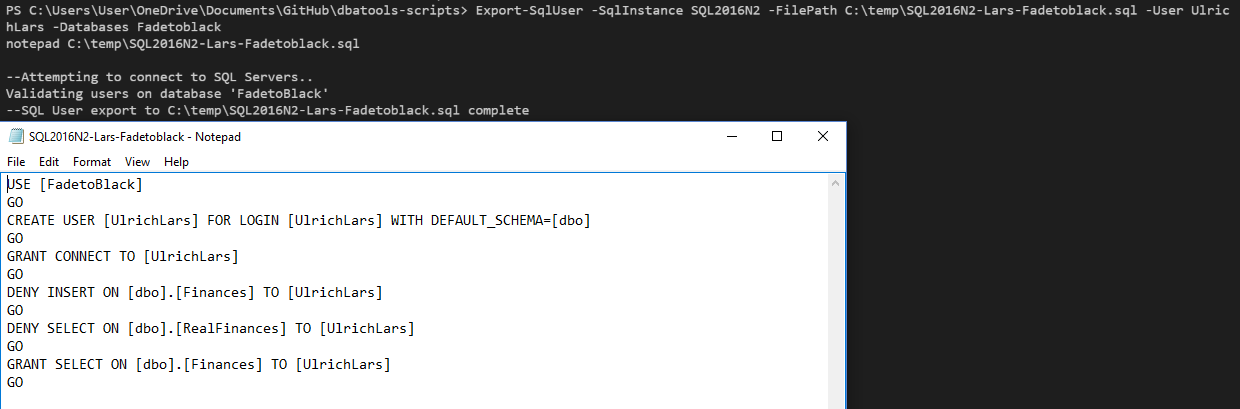 PS C:\Users\User\OneDrive\Documents\GitHub\dbatools-scripts> Export-SqlUser -SqlInstance SQL2016N2 -FilePath C:\temp\SQL2016N2-Lars-Fadetoblack.sql -User Ulric
hLars -Databases Fadetoblack
notepad C:\temp\SQL2016N2-Lars-Fadetoblack.sql
--Attempting to connect to SQL Servers..
Validating users on database 'FadetoBlack'
--SQL User export to C:\temp\SQL2016N2-Lars-Fadetoblack.sql complete
SQL2016N2-Lars-Fadetoblack - Notepad
File Edit Format View Help
USE [FadetoBlack]
GO
CREATE USER [UlrichLars] FOR LOGIN [UlrichLars] WITH DEFAULT_SCHEMA=[dbo]
GO
GRANT CONNECT TO [UlrichLars]
GO
DENY INSERT ON [dbo].[Finances] TO [UlrichLars]
GO
DENY SELECT ON [dbo].[RealFinances] TO [UlrichLars]
GO
GRANT SELECT ON [dbo].[Finances] TO [UlrichLars]
GO